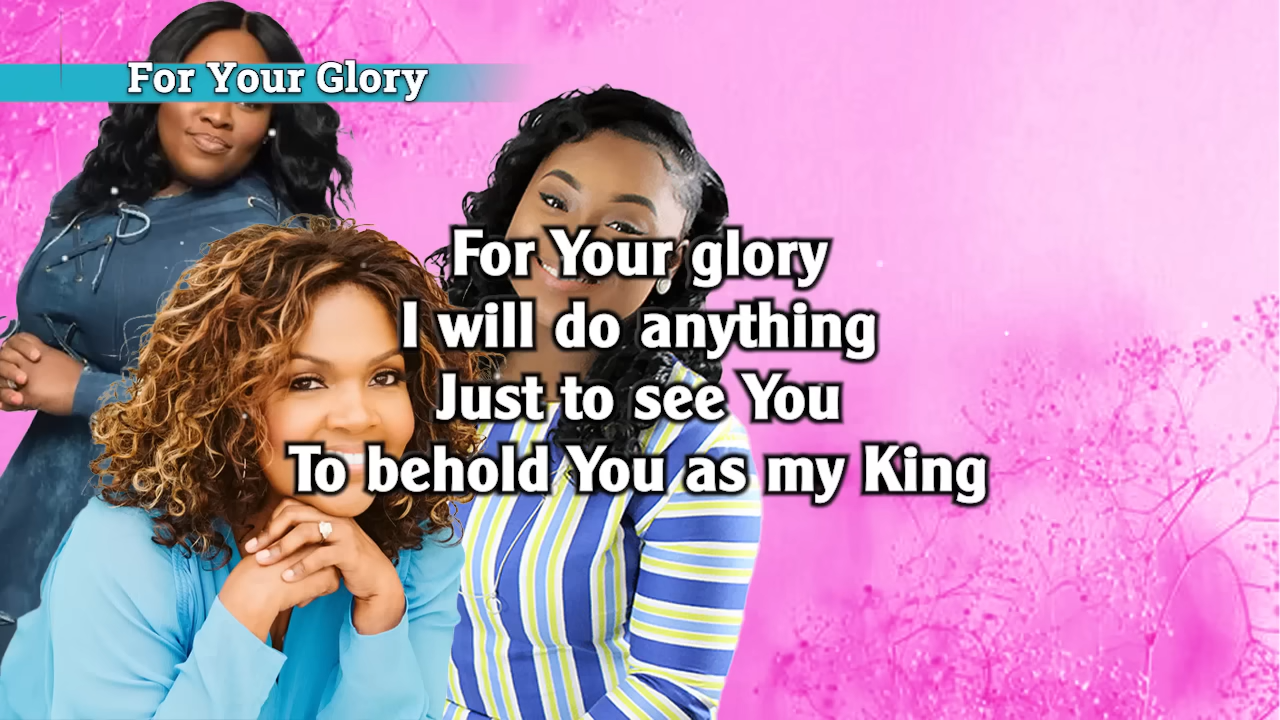 For Your Glory
For Your glory
I will do anything
Just to see You
To behold You as my King